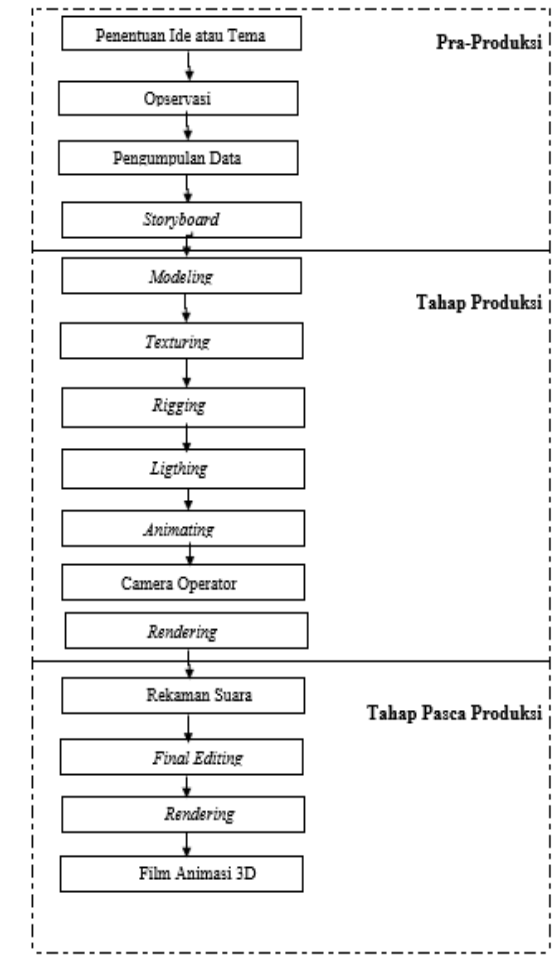 Penentuan Ide atau Tema
Pra-Produksi
Opservasi
Pengumpulan Data
Storyboard
Modeling
Tahap Produksi
Texturing
Rigging
Ligthing
Animating
Camera Operator
Rendering
Rekaman Suara
Tahap Pasca Produksi
Final Editing
Rendering
Film Animasi 3D